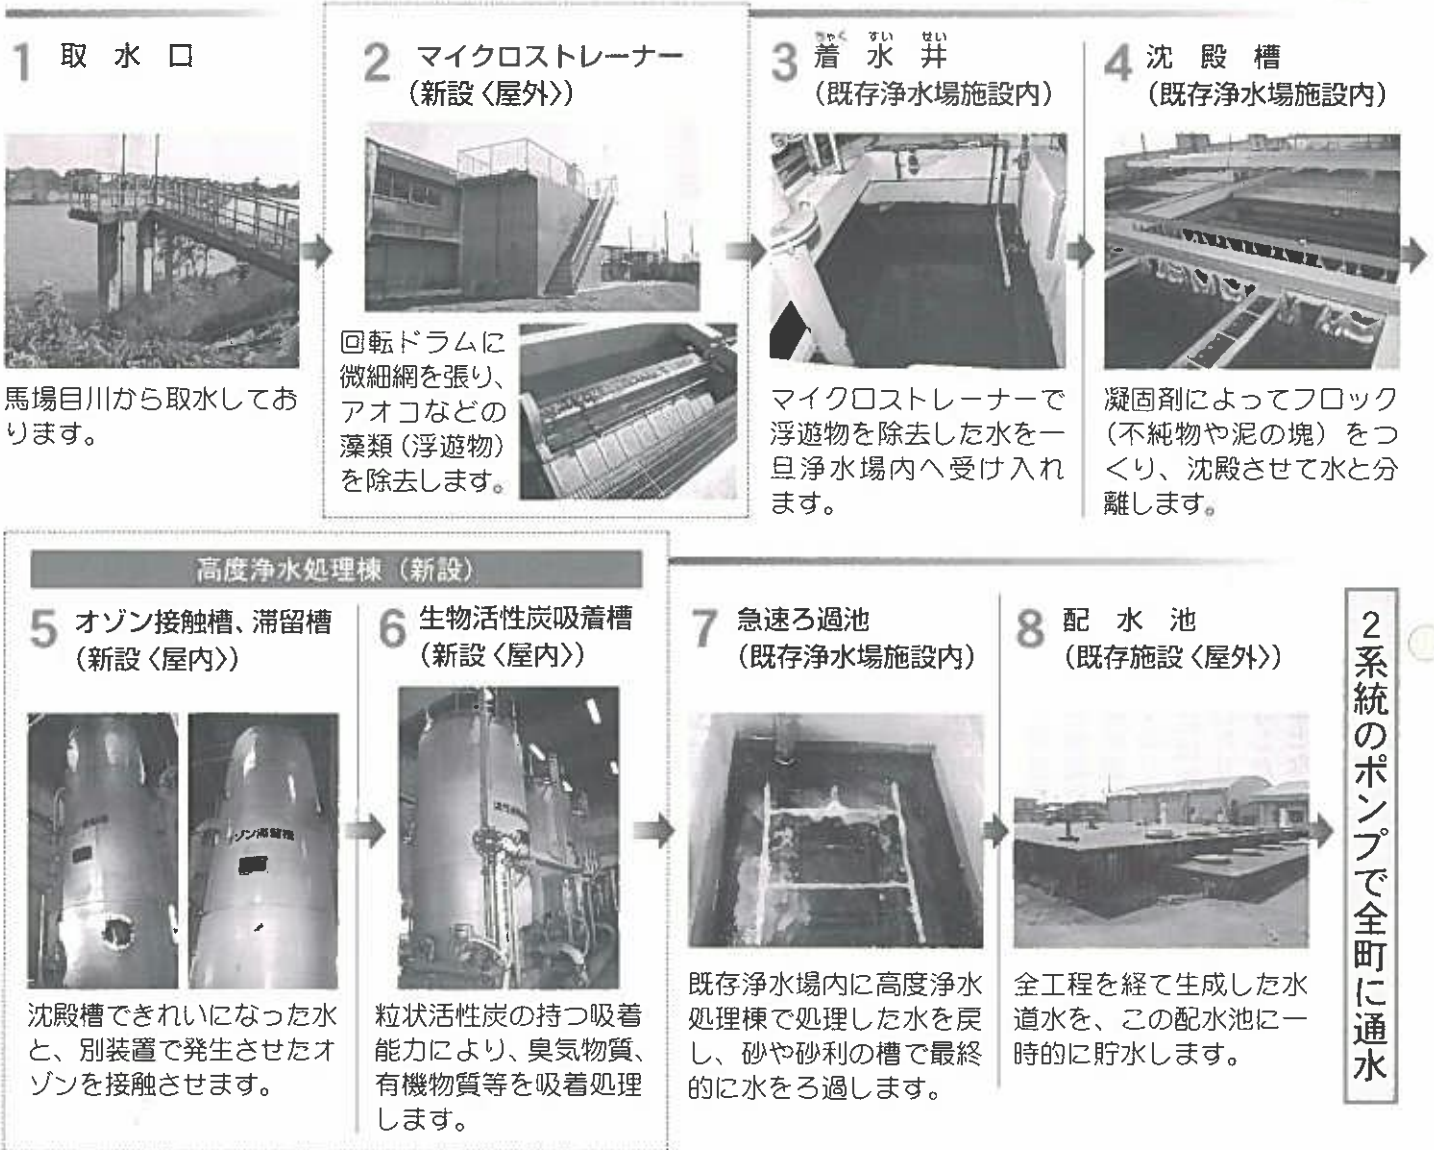 1 取水口
馬場目川から取水してお
ります。
2 マイクロストレーナー
(新設〈屋外〉)
回転ドラムに
微細網を張り、
アオコなどの
藻類(浮遊物)
を除去します。
3 着水井
ちゃく すい せい
(既存浄水場施設内)
マイクロストレーナーで
浮遊物を除去した水を一
旦浄水場内へ受け入れ
ます。
4 沈殿槽
(既存浄水場施設内)
凝固剤によってフロック
(不純物や泥の塊)をつ
くり、沈殿させて水と分
離します。
高度浄水処理棟(新設)
5 オゾン接触槽、滞留槽
(新設〈屋内〉)
オゾン滞留槽
沈殿槽できれいになった水
と、別装置で発生させたオ
ゾンを接触させます。
6 生物活性炭吸着槽
(新設〈屋内〉)
粒状活性炭の持つ吸着
能力により、臭気物質、
有機物質等を吸着処理
します。
7 急速ろ過池
(既存浄水場施設内)
既存浄水場内に高度浄水
処理棟で処理した水を戻
し、砂や砂利の槽で最終
的に水をろ過します。
8 配水池
(既存施設〈屋外〉)
全工程を経て生成した水
道水を、この配水池に一
時的に貯水します。
2系統のポンプで全町に通水